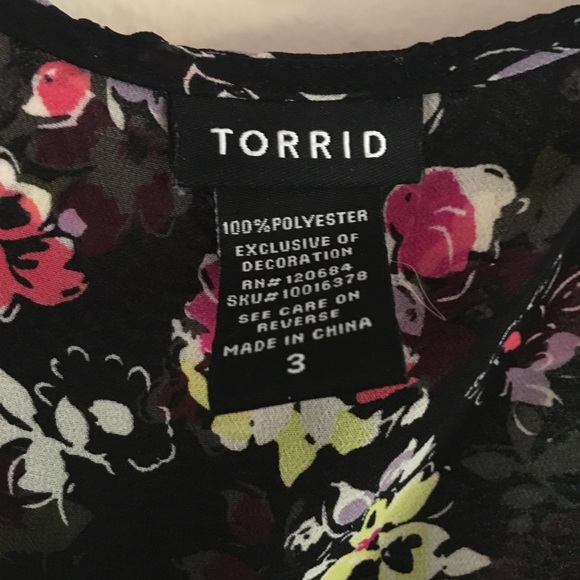 TORRID
100%POLYESTER
EXCLUSIVE OF
DECORATION
RN# 120684
SKU#10016378
SEE CARE ON
REVERSE
MADE IN CHINA
3